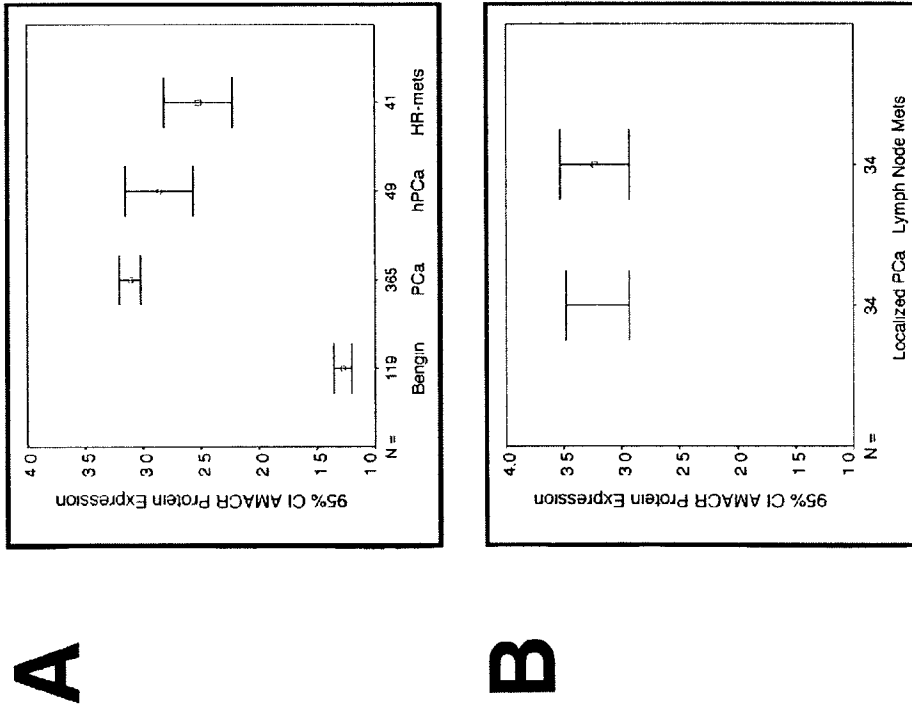 A
95% CI AMACR Protein Expression
4 0
3 5
3 0
2 5
2 0
1 5
1 0
N =
119
365
49
41
Bengin
PCa
hPCa
HR-mets
B
95% CI AMACR Protein Expression
4.0
3 5
3.0
2 5
2 0
1 5
1.0
N =
34
34
Localized PCa
Lymph Node Mets